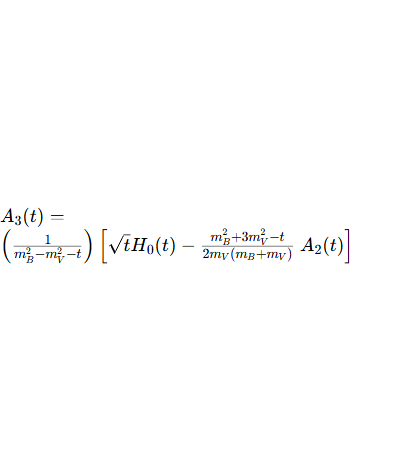 A₃(t) =
\left(\frac{1}{m_B^2-m_V^2-t}\right)\left[\sqrt{t}H_0(t) - \frac{m_B^2+3m_V^2-t}{2m_V(m_B+m_V)}\ A_2(t)\right]